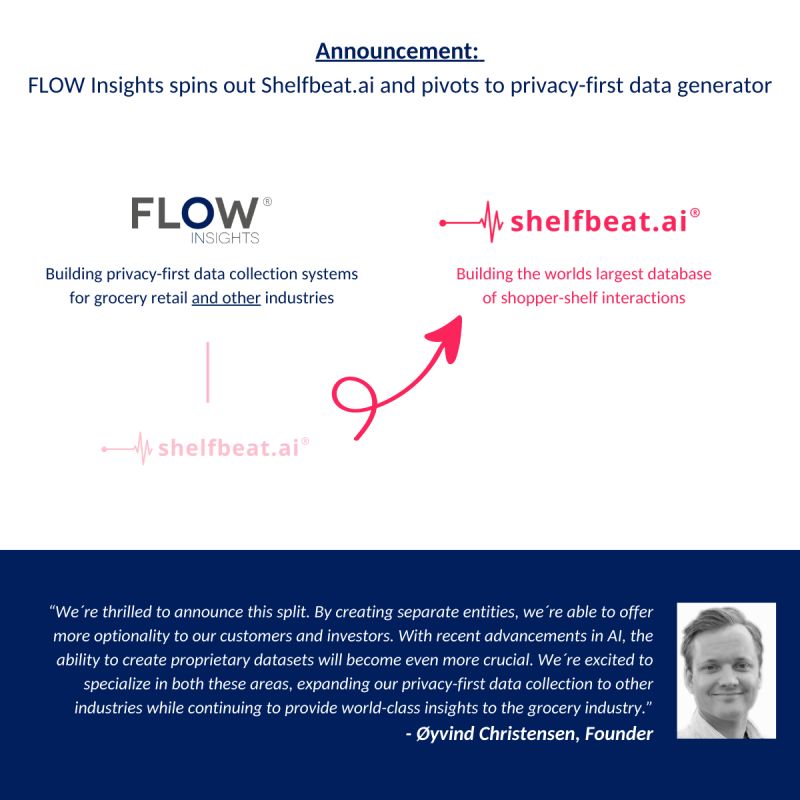 Announcement:
FLOW Insights spins out Shelfbeat.ai and pivots to privacy-first data generator
FLOW®
INSIGHTS
Building privacy-first data collection systems
for grocery retail and other industries
shelfbeat.ai®
Building the worlds largest database
of shopper-shelf interactions
shelfbeat.ai®
“We´re thrilled to announce this split. By creating separate entities, we´re able to offer
more optionality to our customers and investors. With recent advancements in AI, the
ability to create proprietary datasets will become even more crucial. We´re excited to
specialize in both these areas, expanding our privacy-first data collection to other
industries while continuing to provide world-class insights to the grocery industry.”
- Øyvind Christensen, Founder